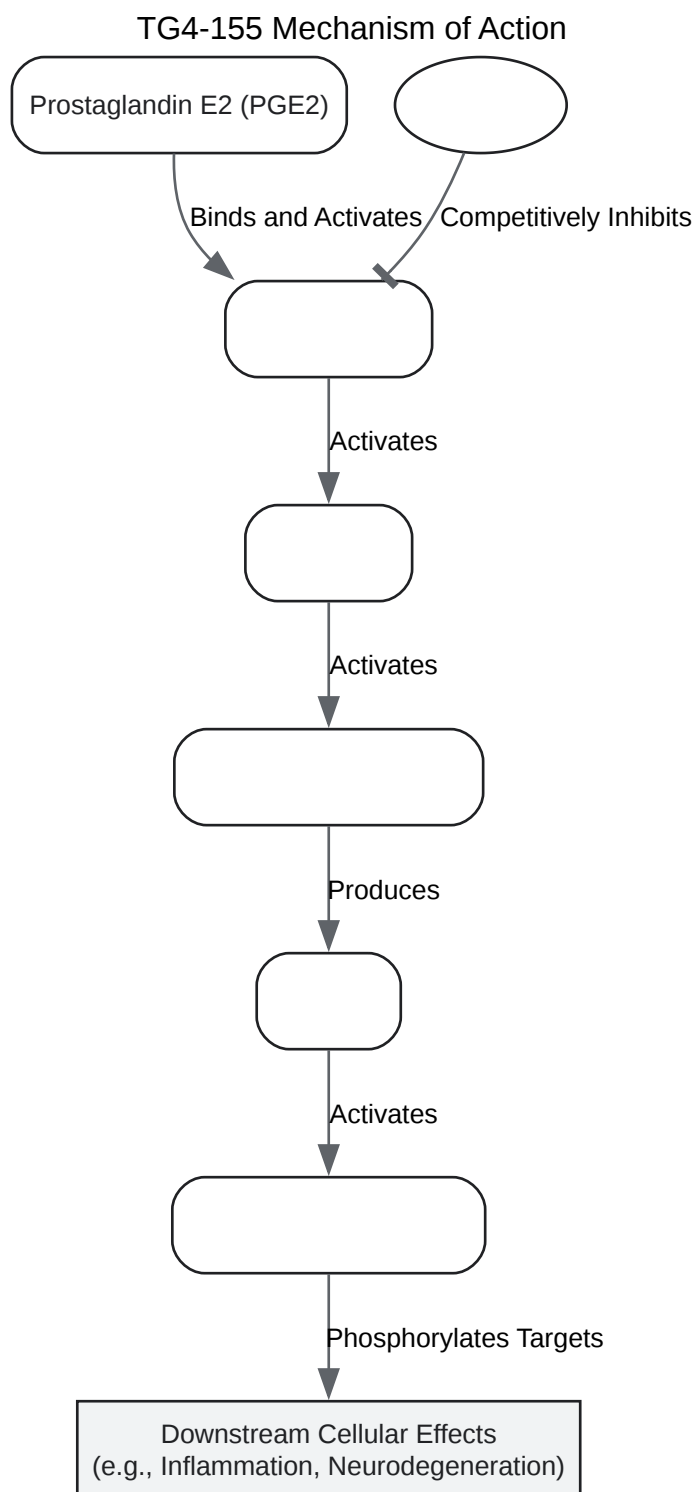 TG4-155 Mechanism of Action
Prostaglandin E2 (PGE2)
Binds and Activates
Competitively Inhibits
Activates
Activates
Produces
Activates
Phosphorylates Targets
Downstream Cellular Effects
(e.g., Inflammation, Neurodegeneration)